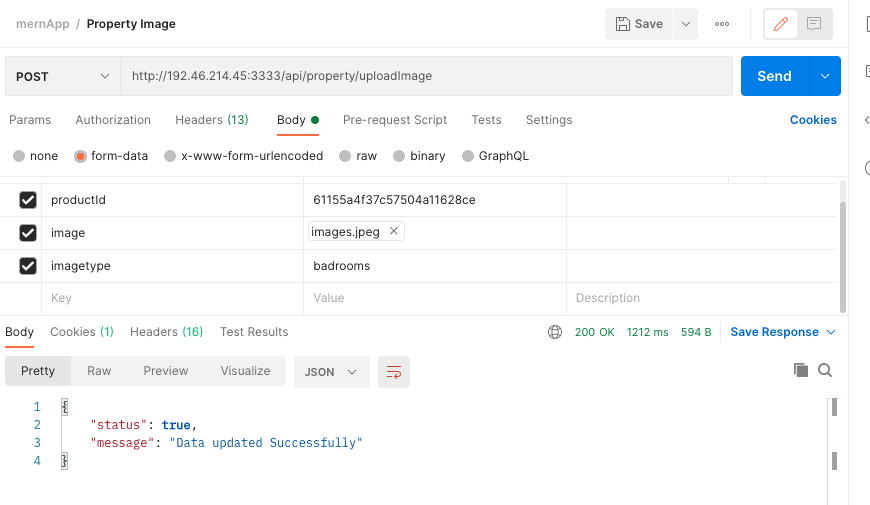 mernApp / Property Image
Save
POST http://192.46.214.45:3333/api/property/uploadImage Send
Params Authorization Headers (13) Body Pre-request Script Tests Settings Cookies
none form-data x-www-form-urlencoded raw binary GraphQL
productId 61155a4f37c57504a11628ce
image images.jpeg
imagetype badrooms
Key Value Description
Body Cookies (1) Headers (16) Test Results 200 OK 1212 ms 594 B Save Response
Pretty Raw Preview Visualize JSON
1 {
2 "status": true,
3 "message": "Data updated Successfully"
4 }